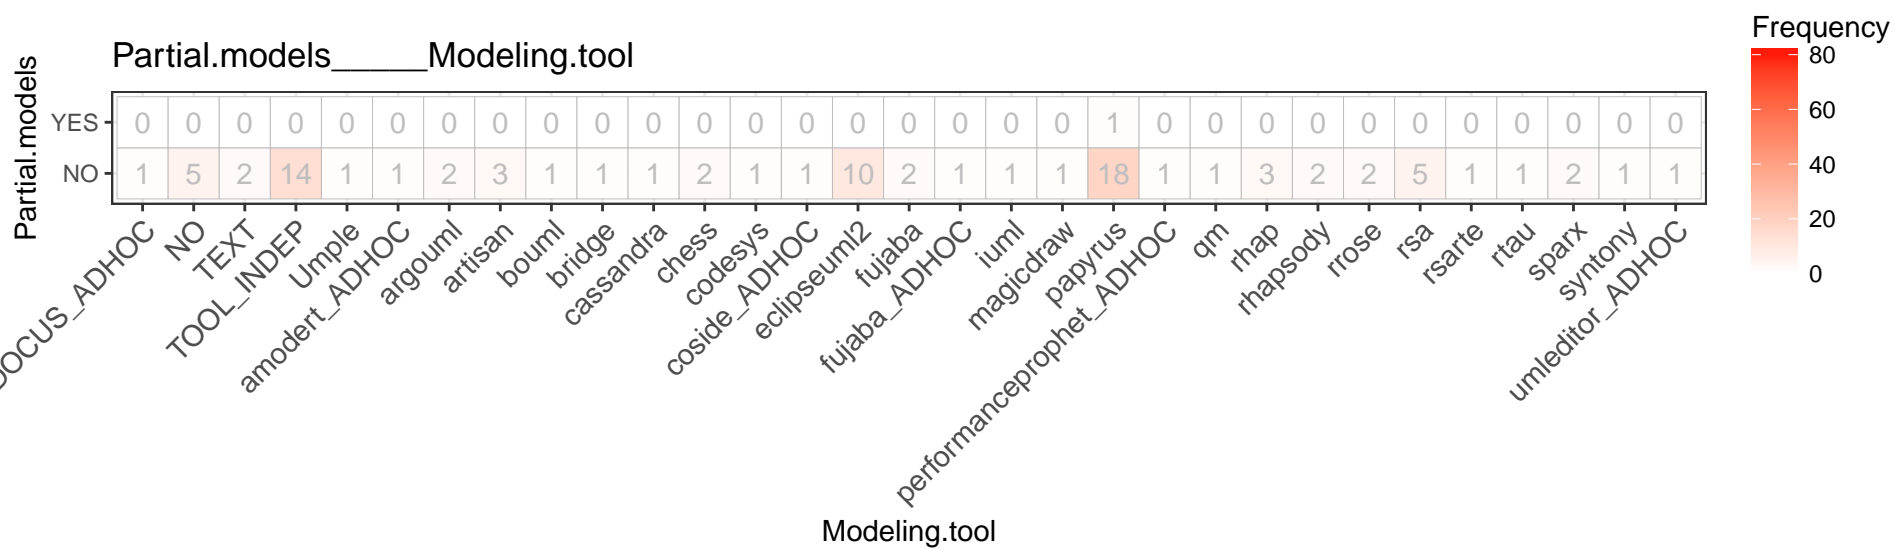 Partial.models_____Modeling.tool
Partial.models
YES 0 0 0 0 0 0 0 0 0 0 0 0 0 0 0 0 0 0 0 1 0 0 0 0 0 0 0 0 0 0 0
NO 1 5 2 14 1 1 2 3 1 1 1 2 1 1 10 2 1 1 1 18 1 1 3 2 2 5 1 1 2 1 1
OCUS_ADHOC
NO
TEXT
TOOL_INDEP
Umple
amodert_ADHOC
argouml
artisan
bouml
bridge
cassandra
chess
codesys
coside_ADHOC
eclipseuml2
fujaba
fujaba_ADHOC
iuml
magicdraw
papyrus
performanceprophet_ADHOC
qm
rhap
rhapsody
rrose
rsa
rsarte
rtau
sparx
syntony
umleditor_ADHOC
Modeling.tool
Frequency
80
60
40
20
0